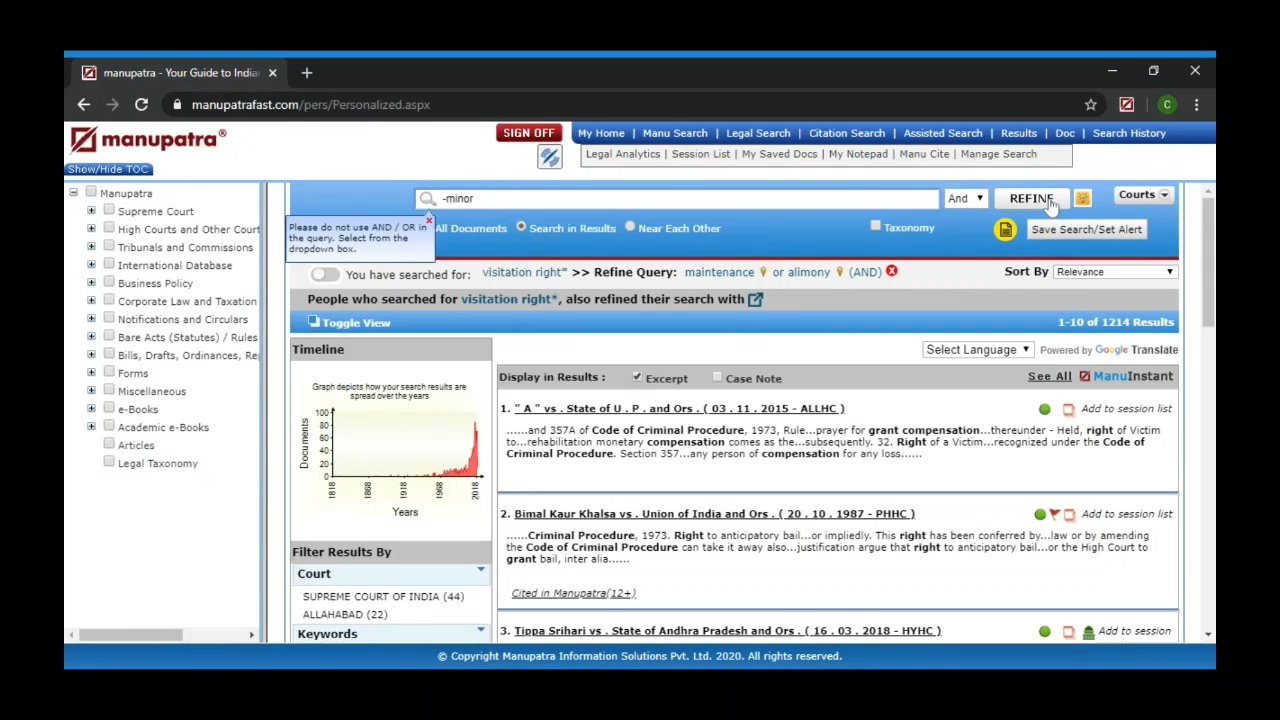 manupatra - Your Guide to India
manupatrafast.com/pers/Personalized.aspx
C
manupatra®
SIGN OFF
My Home | Manu Search | Legal Search | Citation Search | Assisted Search | Results | Doc | Search History
Legal Analytics | Session List | My Saved Docs | My Notepad | Manu Cite | Manage Search
Show/Hide TOC
Manupatra
Supreme Court
High Courts and Other Court
Tribunals and Commissions
International Database
Business Policy
Corporate Law and Taxation
Notifications and Circulars
Bare Acts (Statutes) / Rules
Bills, Drafts, Ordinances, Re
Forms
Miscellaneous
e-Books
Academic e-Books
Articles
Legal Taxonomy
-minor
And
REFINE
Courts
Please do not use AND / OR in
the query. Select from the
dropdown box.
All Documents
Search in Results
Near Each Other
Taxonomy
Save Search/Set Alert
You have searched for: visitation right* >> Refine Query: maintenance or alimony (AND)
Sort By Relevance
People who searched for visitation right*, also refined their search with
Toggle View
1-10 of 1214 Results
Timeline
Graph depicts how your search results are
spread over the years
Documents
100
80
60
40
20
0
1818
1868
1918
1968
2018
Years
Filter Results By
Court
SUPREME COURT OF INDIA (44)
ALLAHABAD (22)
Keywords
Select Language
Powered by Google Translate
Display in Results :
Excerpt
Case Note
See All
ManuInstant
1. " A " vs . State of U . P . and Ors . ( 03 . 11 . 2015 - ALLHC )
Add to session list
......and 357A of Code of Criminal Procedure, 1973, Rule...prayer for grant compensation...thereunder - Held, right of Victim
to...rehabilitation monetary compensation comes as the...subsequently. 32. Right of a Victim...recognized under the Code of
Criminal Procedure. Section 357...any person of compensation for any loss......
2. Bimal Kaur Khalsa vs . Union of India and Ors . ( 20 . 10 . 1987 - PHHC )
Add to session list
......Criminal Procedure, 1973. Right to anticipatory bail...or impliedly. This right has been conferred by...law or by amending
the Code of Criminal Procedure can take it away also...justification argue that right to anticipatory bail...or the High Court to
grant bail, inter alia......
Cited in Manupatra(12+)
3. Tippa Srihari vs . State of Andhra Pradesh and Ors . ( 16 . 03 . 2018 - HYHC )
Add to session
© Copyright Manupatra Information Solutions Pvt. Ltd. 2020. All rights reserved.